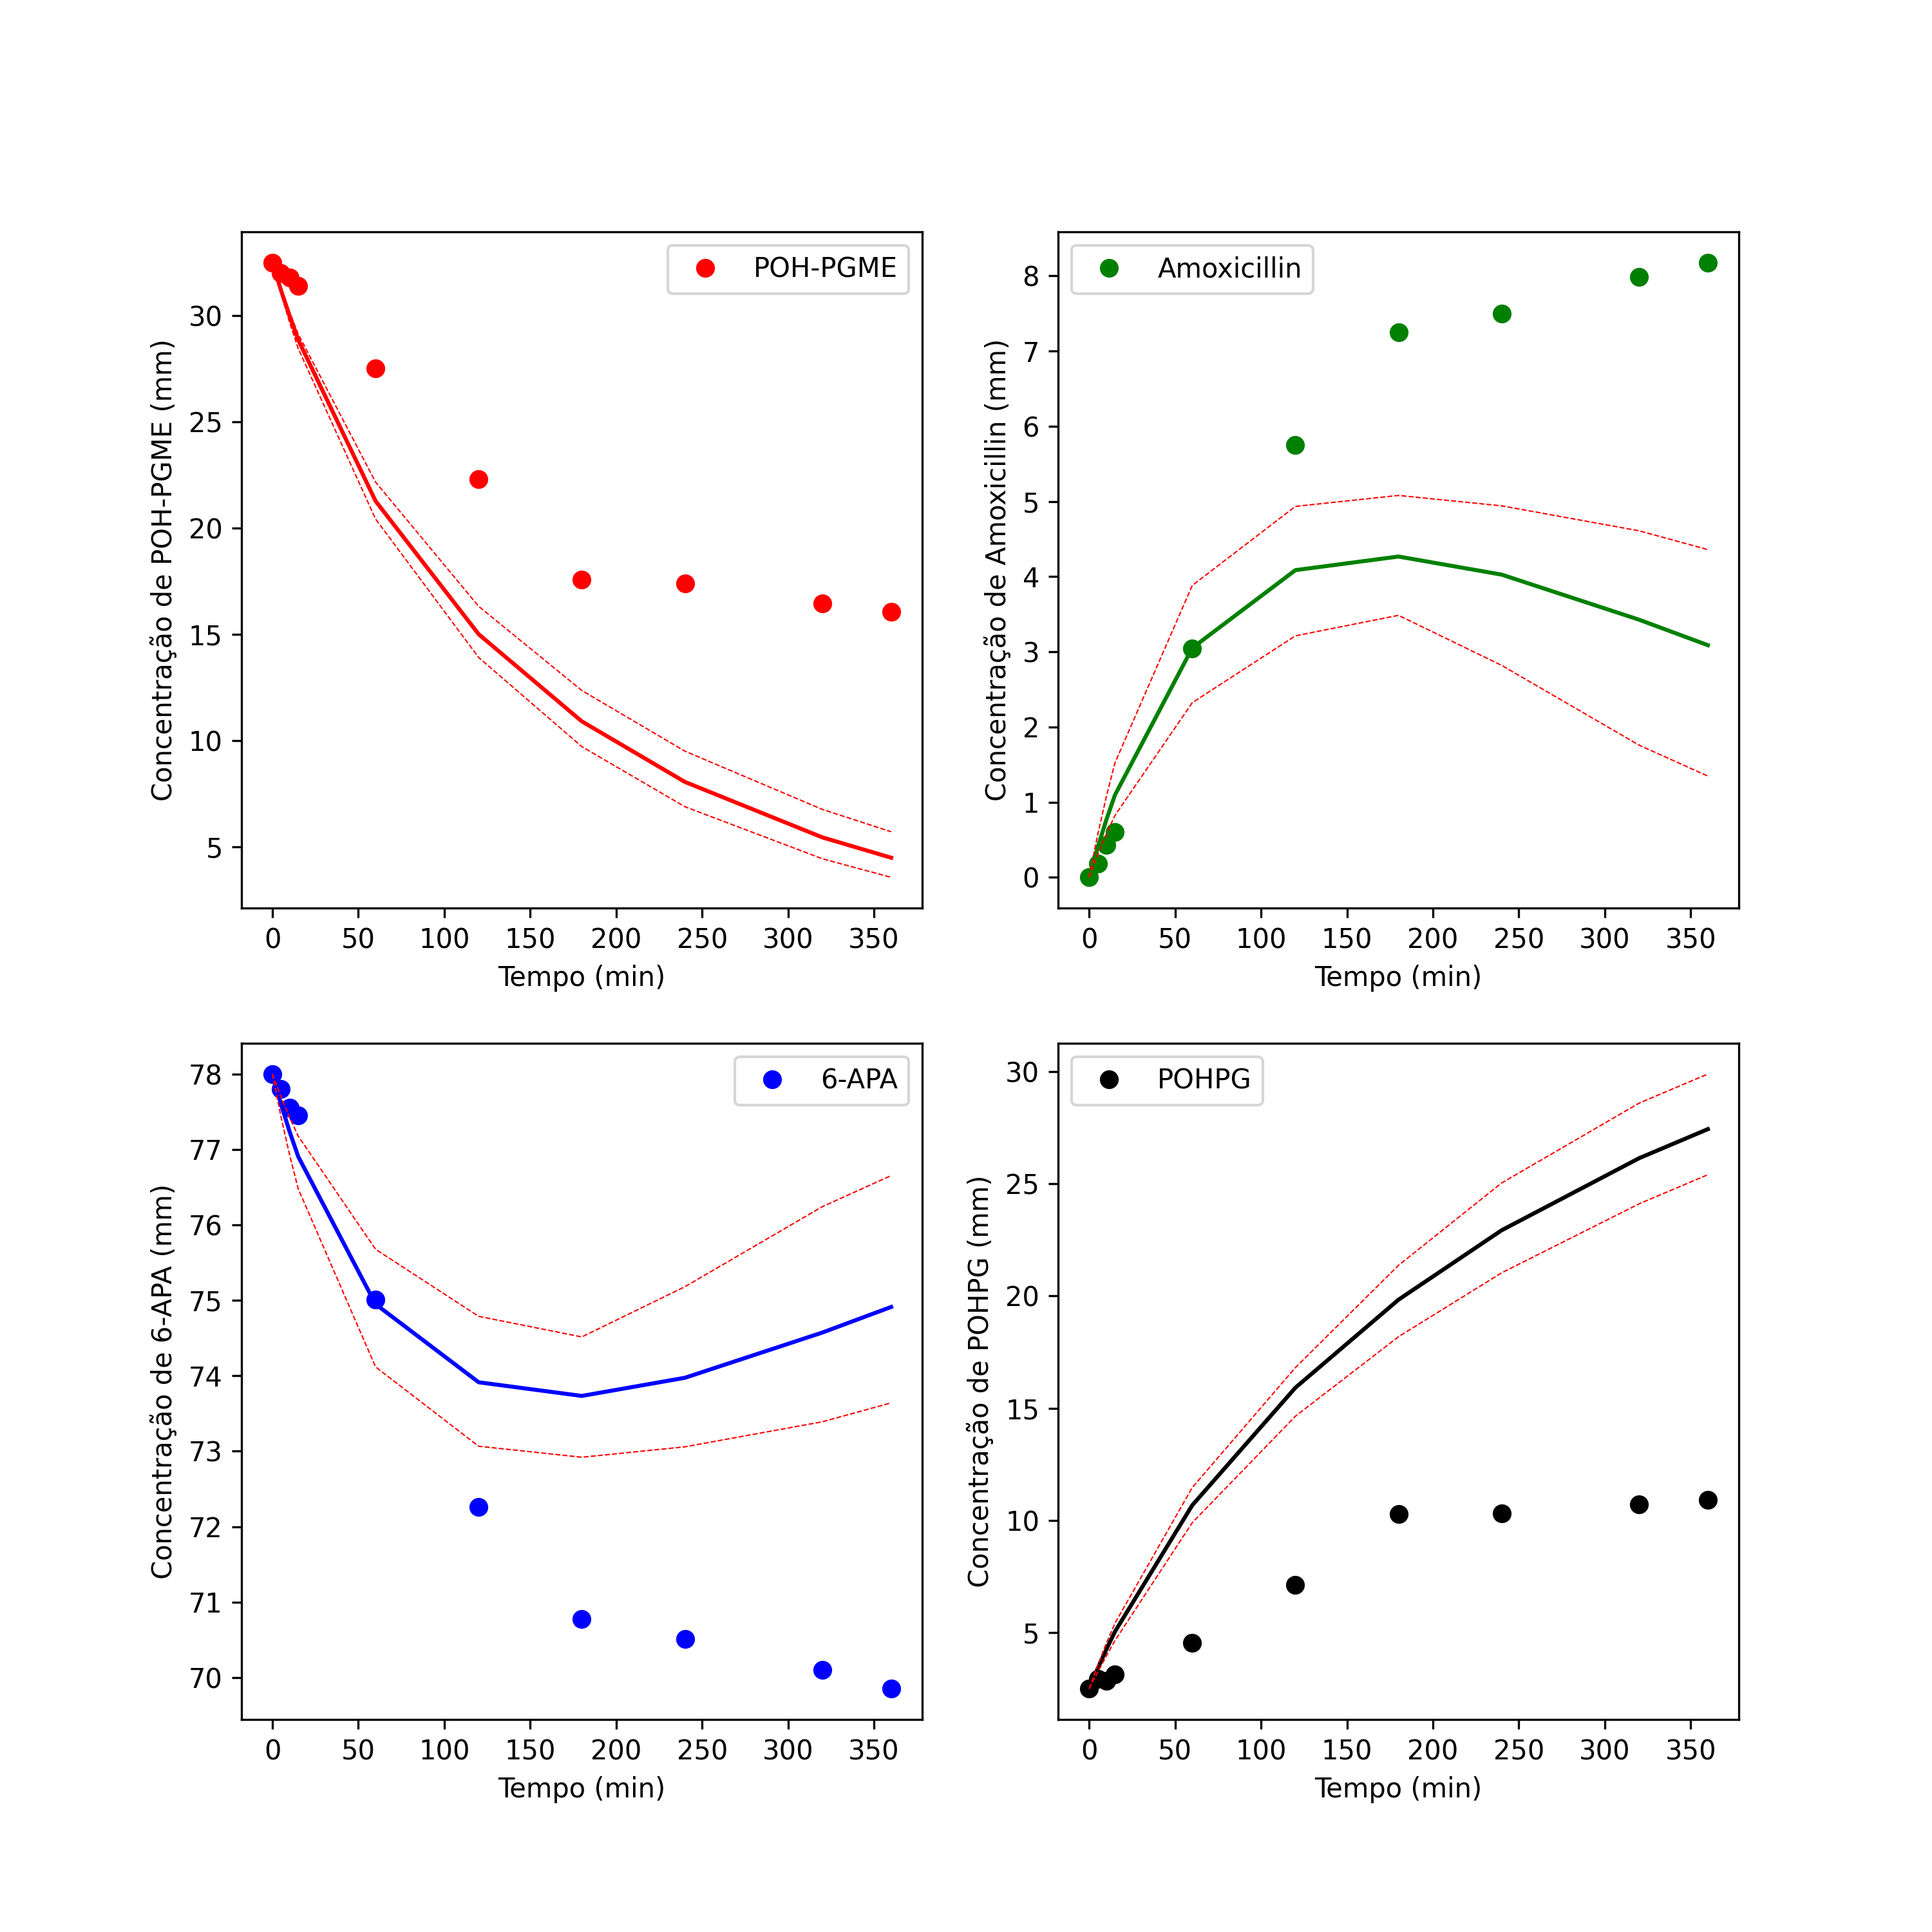 POH-PGME
Concentração de POH-PGME (mm)
30
25
20
15
10
5
0 50 100 150 200 250 300 350
Tempo (min)
Amoxicillin
Concentração de Amoxicillin (mm)
8
7
6
5
4
3
2
1
0
0 50 100 150 200 250 300 350
Tempo (min)
6-APA
Concentração de 6-APA (mm)
78
77
76
75
74
73
72
71
70
0 50 100 150 200 250 300 350
Tempo (min)
POHPG
Concentração de POHPG (mm)
30
25
20
15
10
5
0 50 100 150 200 250 300 350
Tempo (min)